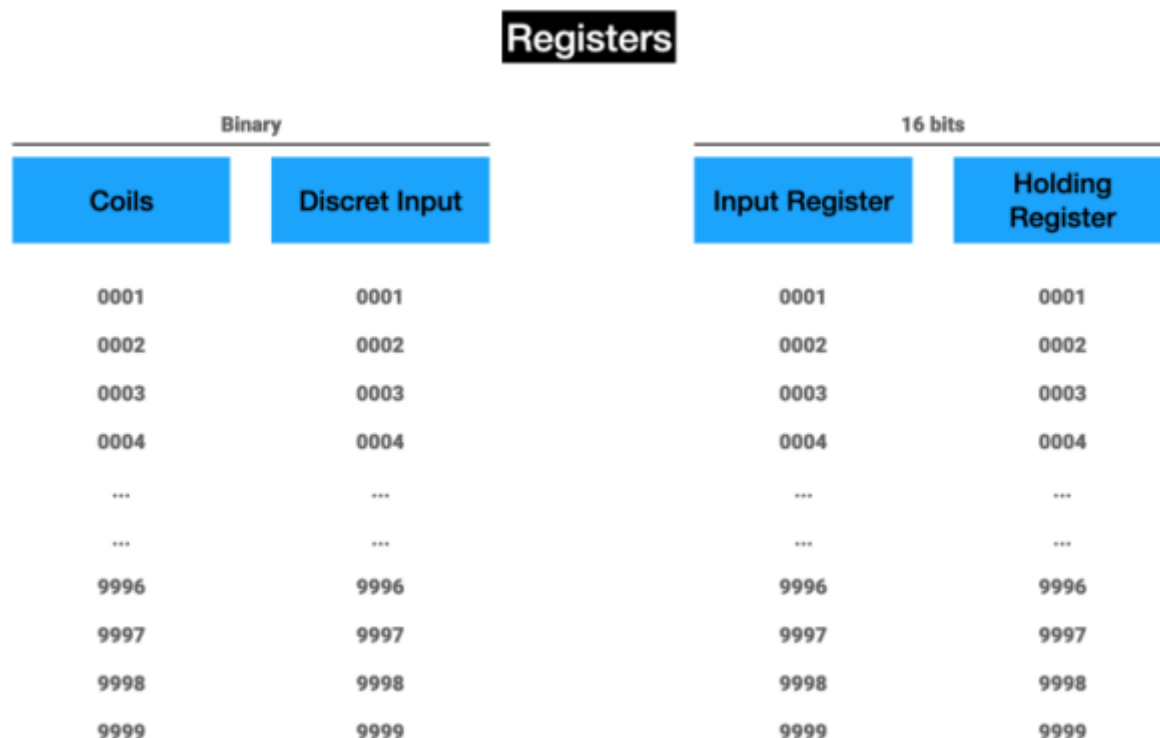 Registers
Binary 16 bits
Coils Discret Input Input Register Holding Register
0001 0001 0001 0001
0002 0002 0002 0002
0003 0003 0003 0003
0004 0004 0004 0004
... ... ... ...
... ... ... ...
9996 9996 9996 9996
9997 9997 9997 9997
9998 9998 9998 9998
9999 9999 9999 9999